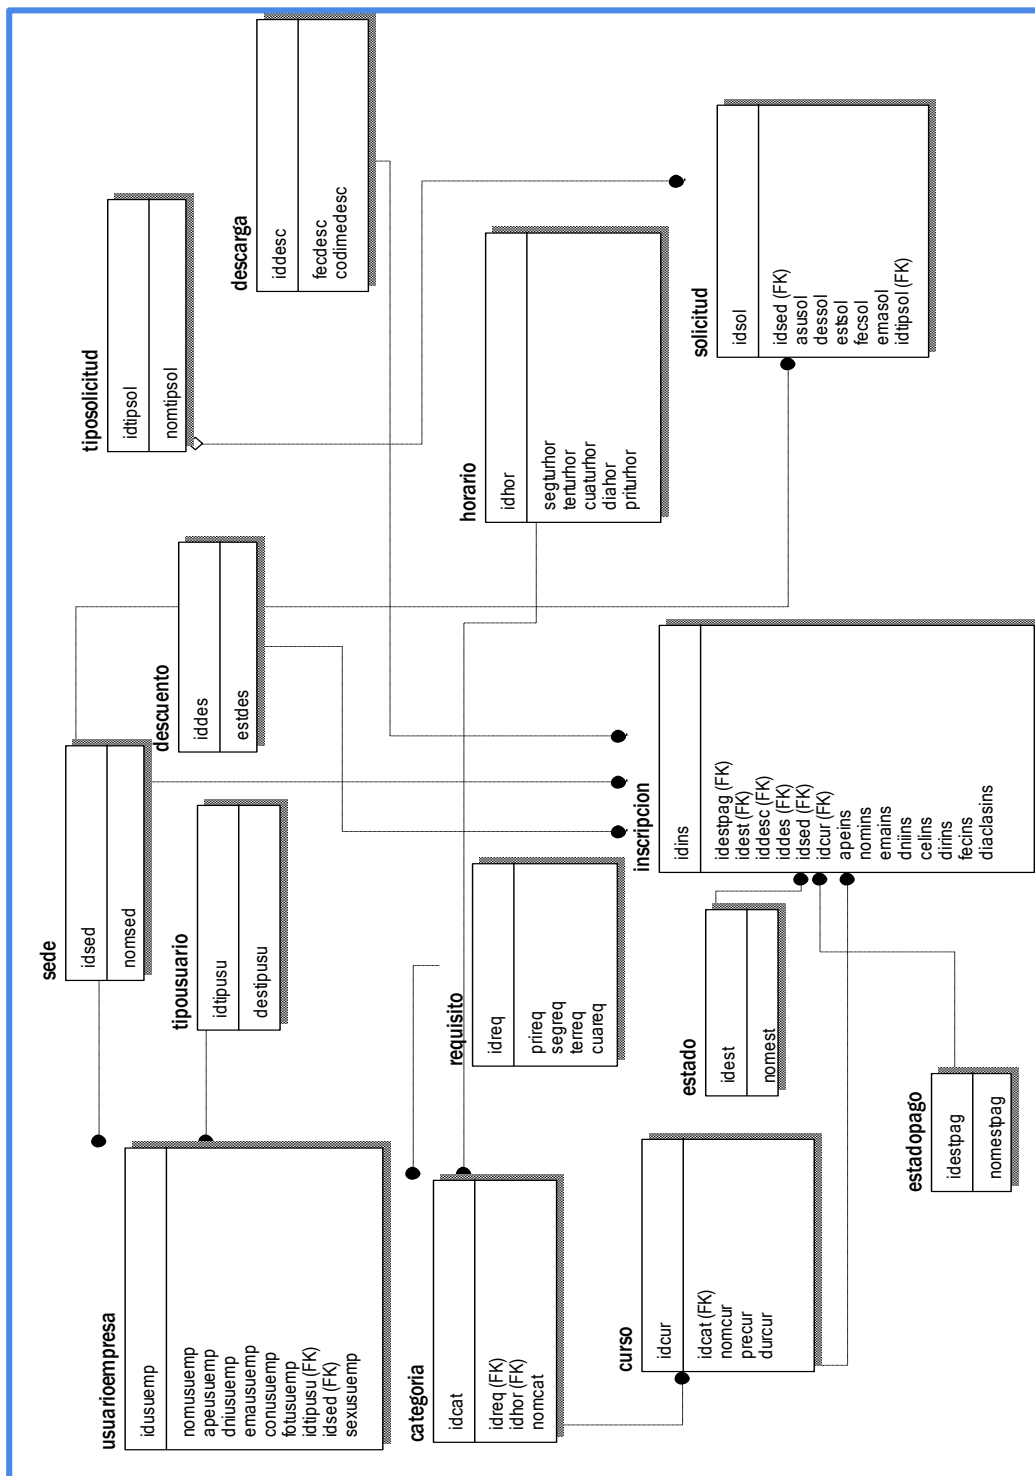 sede
idsed
nomsed
descuento
iddes
estdes
tiposolicitud
idtipsol
nomtipsol
descarga
iddesc
fecdesc
codimedesc
tipousuario
idtipusu
destipusu
usuarioempresa
idusuemp
nomusuemp
apeusuemp
dniusuemp
emausuemp
conusuemp
fotusuemp
idtipusu (FK)
idsed (FK)
sexusuemp
categoria
idcat
idreq (FK)
idhor (FK)
nomcat
requisito
idreq
prireq
segreq
terreq
cuareq
horario
idhor
segturhor
terturhor
cuaturhor
diahor
priturhor
curso
idcur
idcat (FK)
nomcur
precur
durcur
estado
idest
nomest
inscripcion
idins
idestpag (FK)
idest (FK)
iddesc (FK)
iddes (FK)
idsed (FK)
idcur (FK)
apeins
nomins
emains
dniins
celins
dirins
fecins
diaclasins
solicitud
idsol
idsed (FK)
asusol
dessol
estsol
fecsol
emasol
idtipsol (FK)
estadopago
idestpag
nomestpag